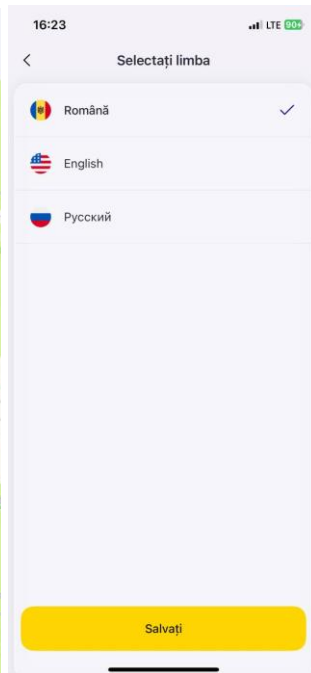 16:23
LTE 90+
Selectați limba
Română
English
Русский
Salvați